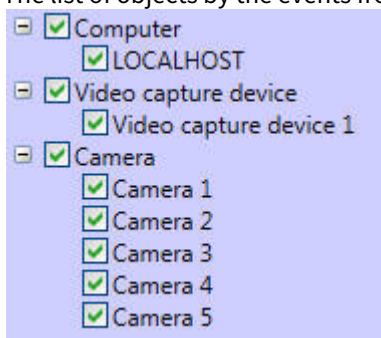 The list of objects by the events fr
Computer
LOCALHOST
Video capture device
Video capture device 1
Camera
Camera 1
Camera 2
Camera 3
Camera 4
Camera 5